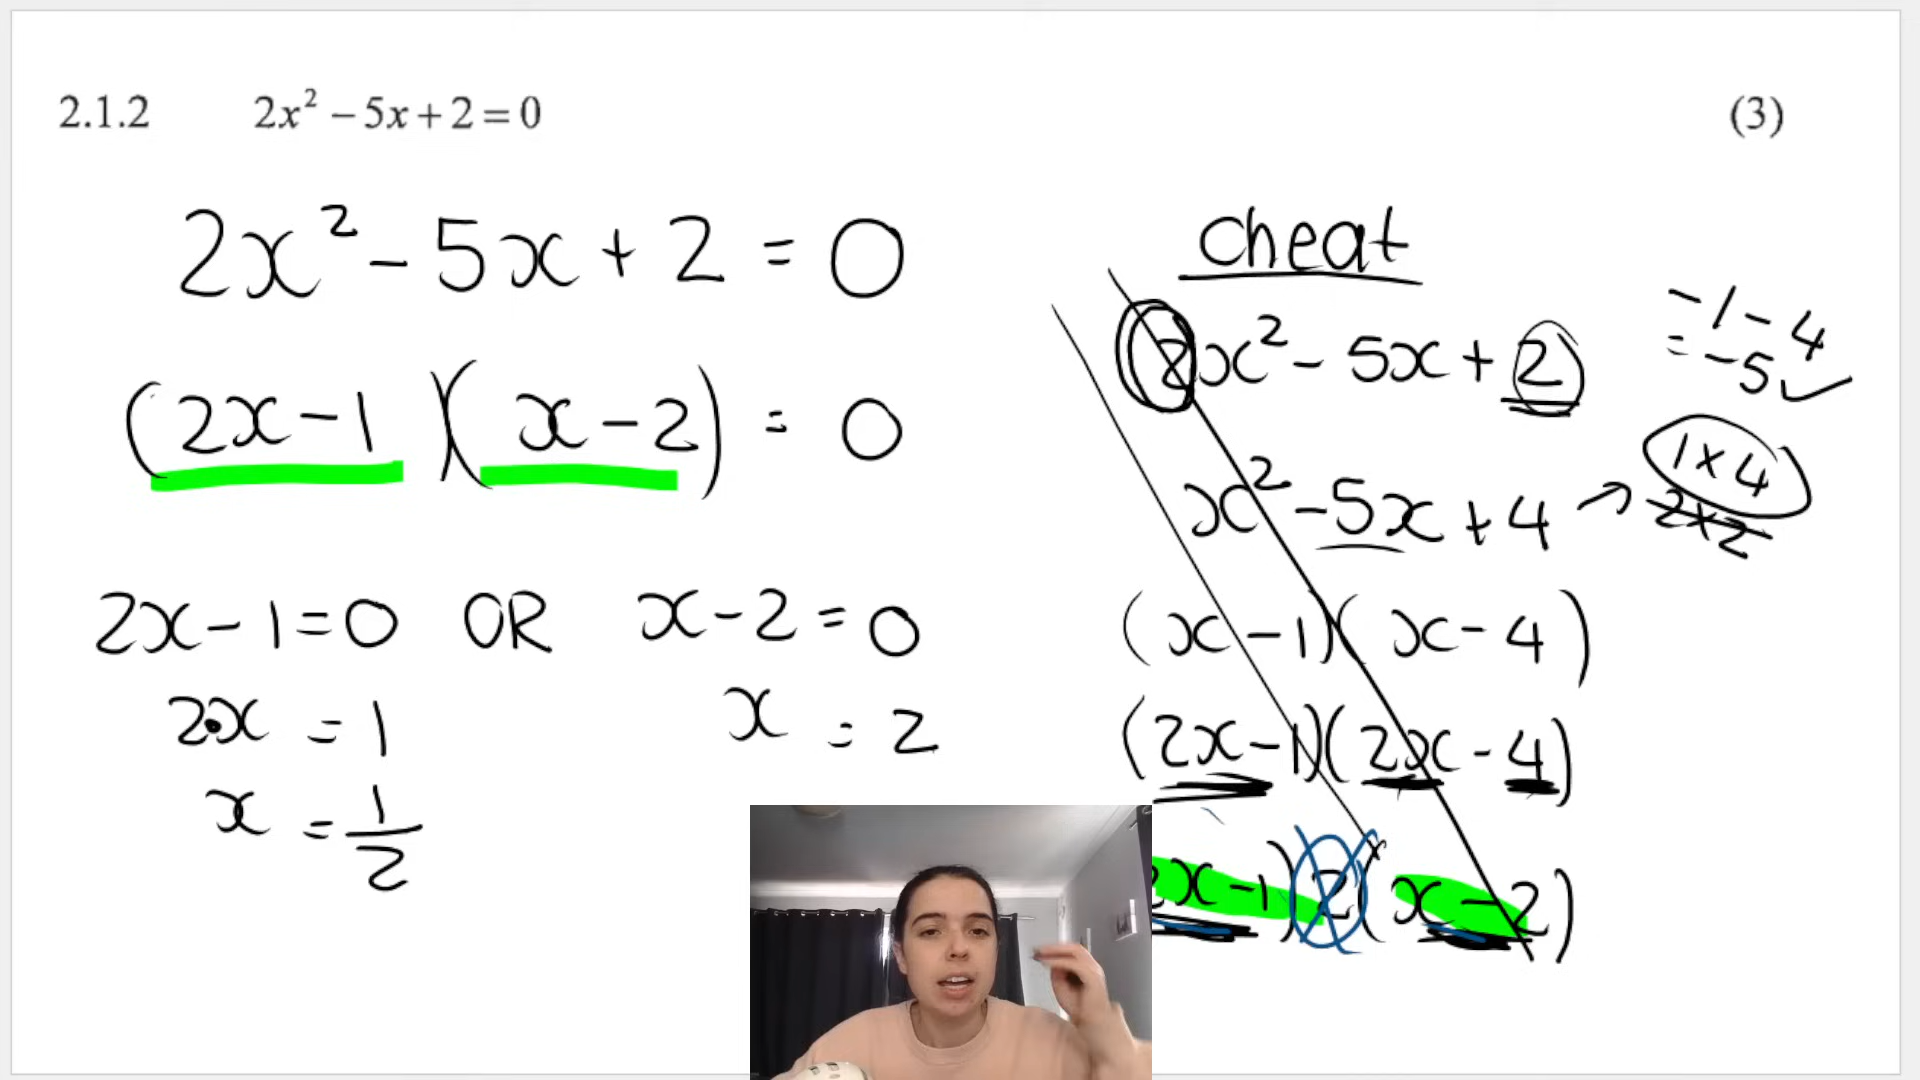 2.1.2 2x² − 5x + 2 = 0 (3)
2x² − 5x + 2 = 0
(2x − 1)(x − 2) = 0
2x − 1 = 0 OR x − 2 = 0
2x = 1
x = 2
x = 1/2
cheat
2x² − 5x + 2
−1 − 4
= −5 ✓
x² − 5x + 4 → 1 × 4
2 × 2
(x − 1)(x − 4)
(2x − 1)(2x − 4)
2x − 1) 2 (x − 2)